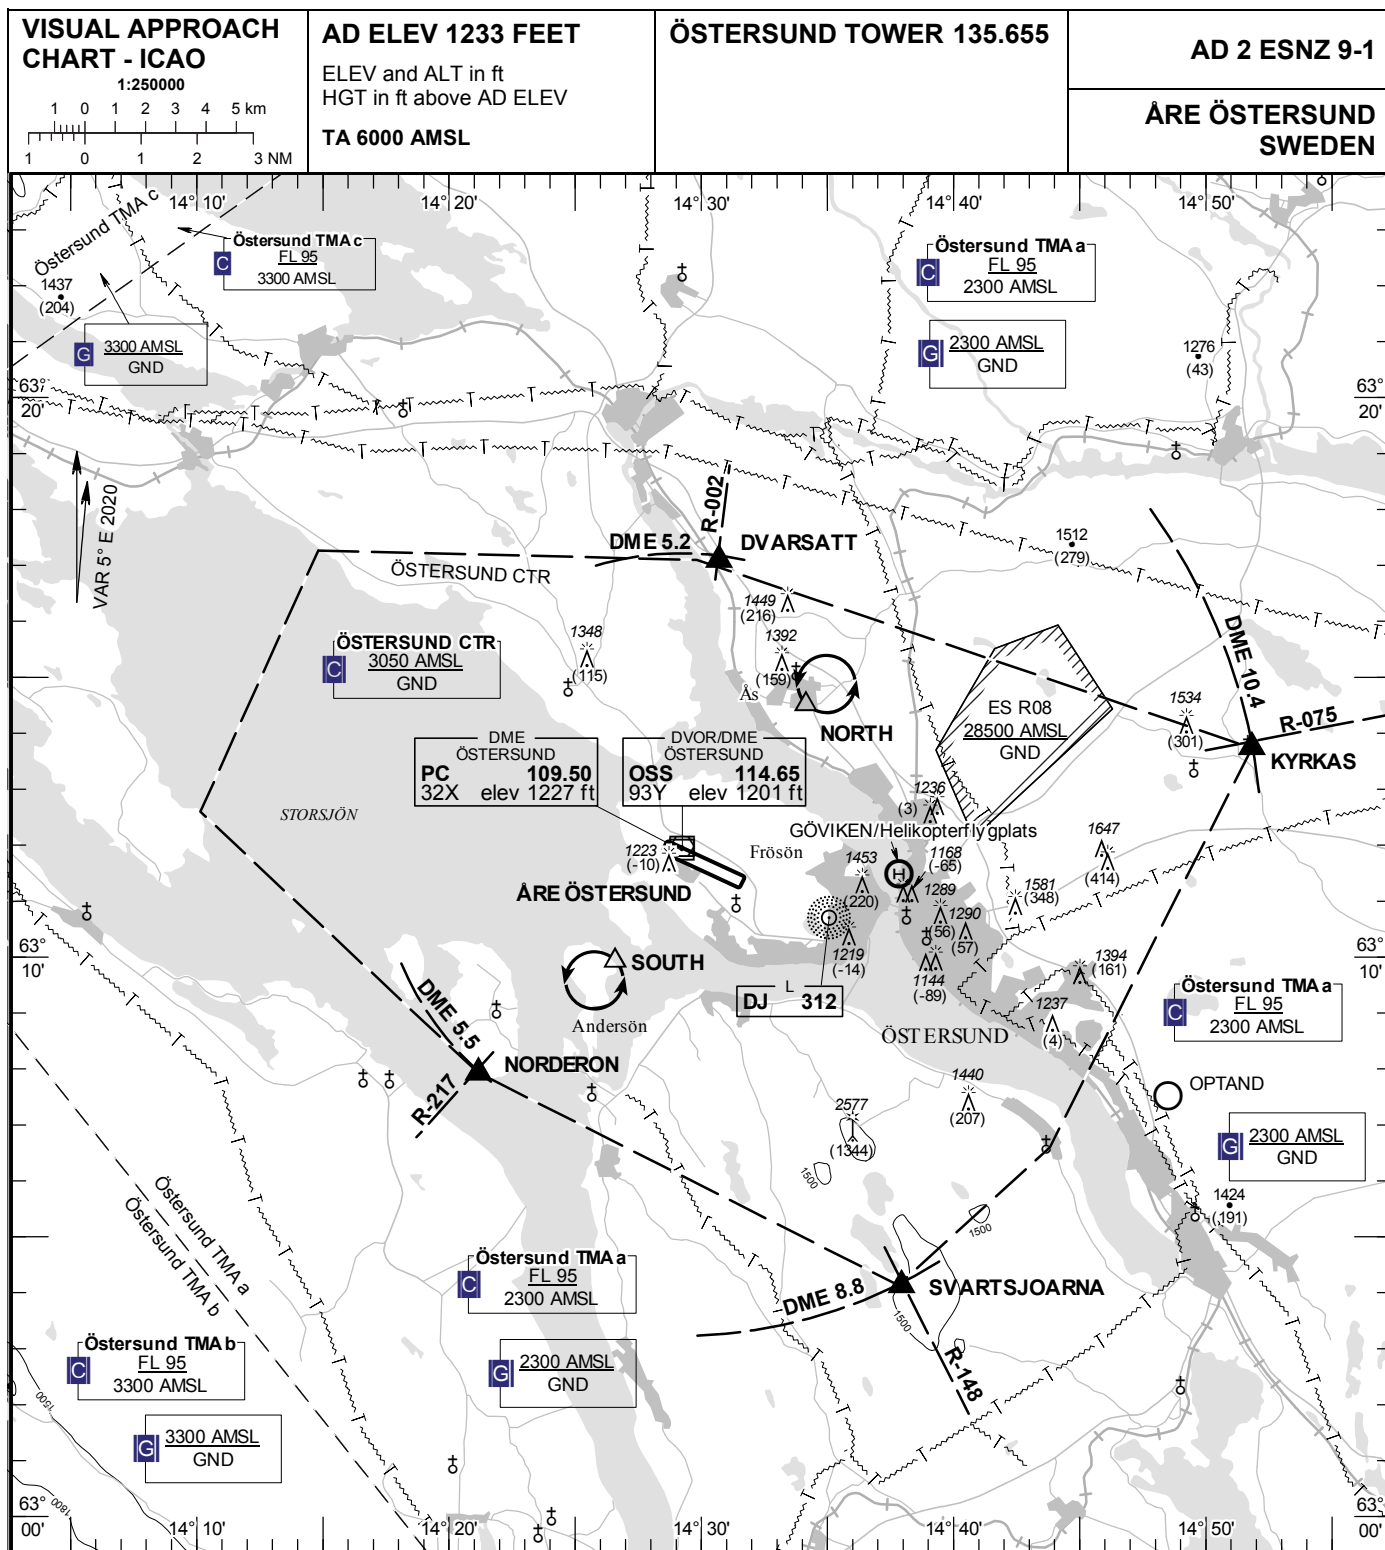 VISUAL APPROACH
CHART - ICAO
1:250000
1 0 1 2 3 4 5 km
1 0 1 2 3 NM
AD ELEV 1233 FEET
ELEV and ALT in ft
HGT in ft above AD ELEV
TA 6000 AMSL
ÖSTERSUND TOWER 135.655
AD 2 ESNZ 9-1
ÅRE ÖSTERSUND
SWEDEN
14°10' 14°20' 14°30' 14°40' 14°50'
Östersund TMA c
Östersund TMA c
C
FL 95
3300 AMSL
1437
(204)
G
3300 AMSL
GND
Östersund TMA a
C
FL 95
2300 AMSL
G
2300 AMSL
GND
1276
(43)
63°
20'
63°
20'
VAR 5° E 2020
R-002
DME 5.2
DVARSATT
ÖSTERSUND CTR
1512
(279)
1449
(216)
1348
(115)
1392
(159)
ÖSTERSUND CTR
C
3050 AMSL
GND
Ås
NORTH
ES R08
28500 AMSL
GND
DME 10.4
1534
(301)
R-075
KYRKAS
DME
ÖSTERSUND
PC 109.50
32X elev 1227 ft
DVOR/DME
ÖSTERSUND
OSS 114.65
93Y elev 1201 ft
STORSJÖN
1236
(3)
GÖVIKEN/Helikopterflygplats
H
1223
(-10)
Frösön
1453
(220)
1168
(-65)
1647
(414)
ÅRE ÖSTERSUND
1289
(56)
1290
(57)
1581
(348)
1219
(-14)
1144
(-89)
1394
(161)
63°
10'
63°
10'
SOUTH
Andersön
L
DJ 312
1237
(4)
ÖSTERSUND
Östersund TMA a
C
FL 95
2300 AMSL
DME 5.5
NORDERON
R-217
OPTAND
1440
(207)
2577
(1344)
1500
G
2300 AMSL
GND
1424
(191)
1500
Östersund TMA a
Östersund TMA b
Östersund TMA a
C
FL 95
2300 AMSL
DME 8.8
SVARTSJOARNA
1500
R-148
Östersund TMA b
C
FL 95
3300 AMSL
G
2300 AMSL
GND
1500
G
3300 AMSL
GND
1800
63°
00'
63°
00'
14°10' 14°20' 14°30' 14°40' 14°50'